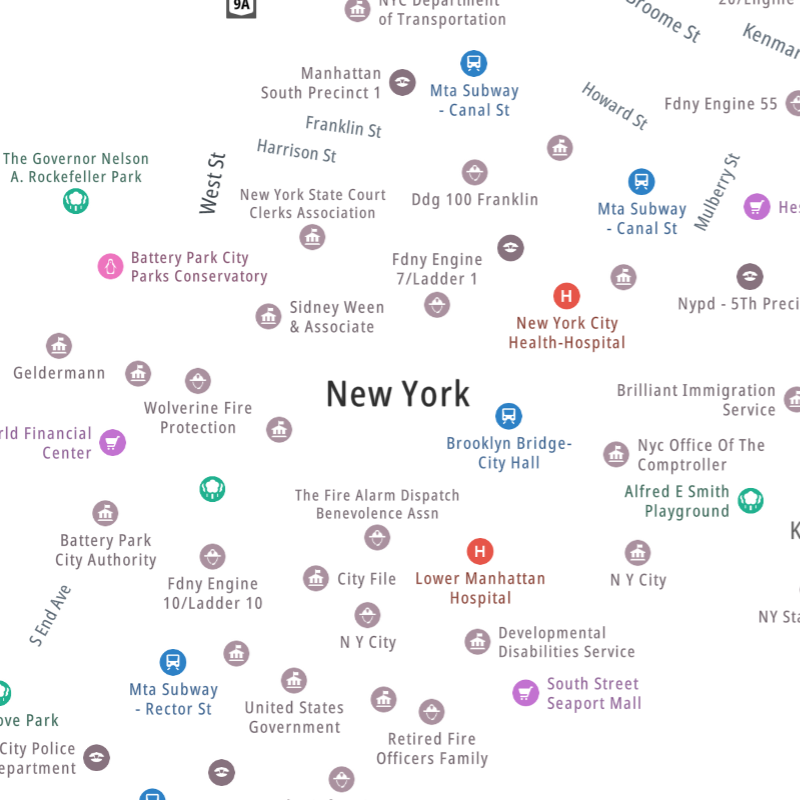 9A
NYC Department
of Transportation
Broome St
Kenmar
Manhattan
South Precinct 1
Mta Subway
- Canal St
Howard St
Fdny Engine 55
Franklin St
Harrison St
The Governor Nelson
A. Rockefeller Park
West St
New York State Court
Clerks Association
Ddg 100 Franklin
Mta Subway
- Canal St
Mulberry St
Hes
Battery Park City
Parks Conservatory
Fdny Engine
7/Ladder 1
H
New York City
Health-Hospital
Nypd - 5Th Preci
Sidney Ween
& Associate
Geldermann
Wolverine Fire
Protection
New York
Brilliant Immigration
Service
rld Financial
Center
Brooklyn Bridge-
City Hall
Nyc Office Of The
Comptroller
Alfred E Smith
Playground
The Fire Alarm Dispatch
Benevolence Assn
Battery Park
City Authority
K
Fdny Engine
10/Ladder 10
City File
H
Lower Manhattan
Hospital
N Y City
S End Ave
N Y City
NY Sta
Developmental
Disabilities Service
Mta Subway
- Rector St
United States
Government
South Street
Seaport Mall
ove Park
Retired Fire
Officers Family
City Police
epartment